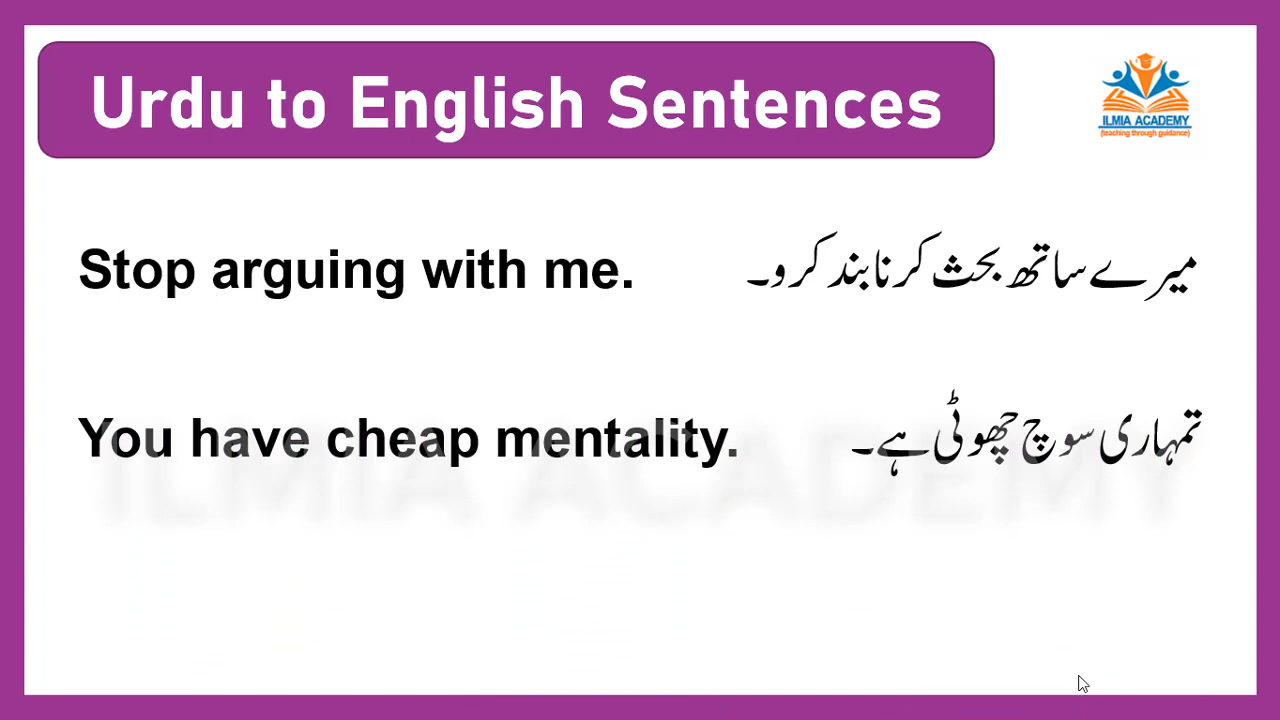 Urdu to English Sentences
ILMIA ACADEMY
(teaching through guidance)
Stop arguing with me.
میرے ساتھ بحث کرنا بند کرو۔
You have cheap mentality.
تمہاری سوچ چھوٹی ہے۔
ILMIA ACADEMY